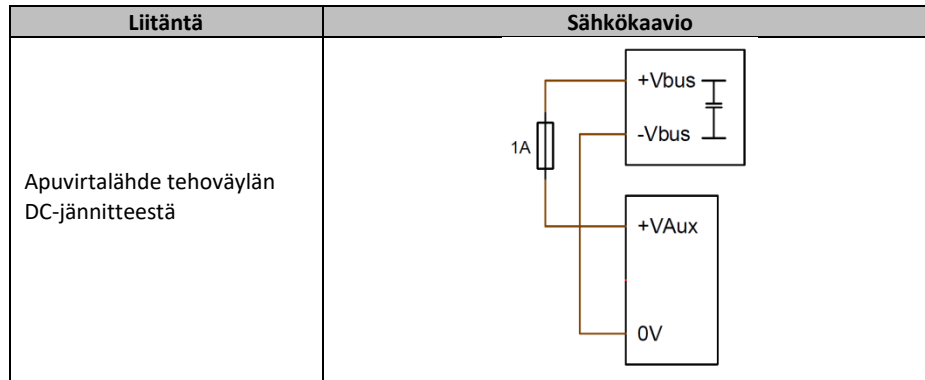 Liitäntä
Sähkökaavio
Apuvirtalähde tehoväylän
DC-jännitteestä
+Vbus
-Vbus
1A
+VAux
0V